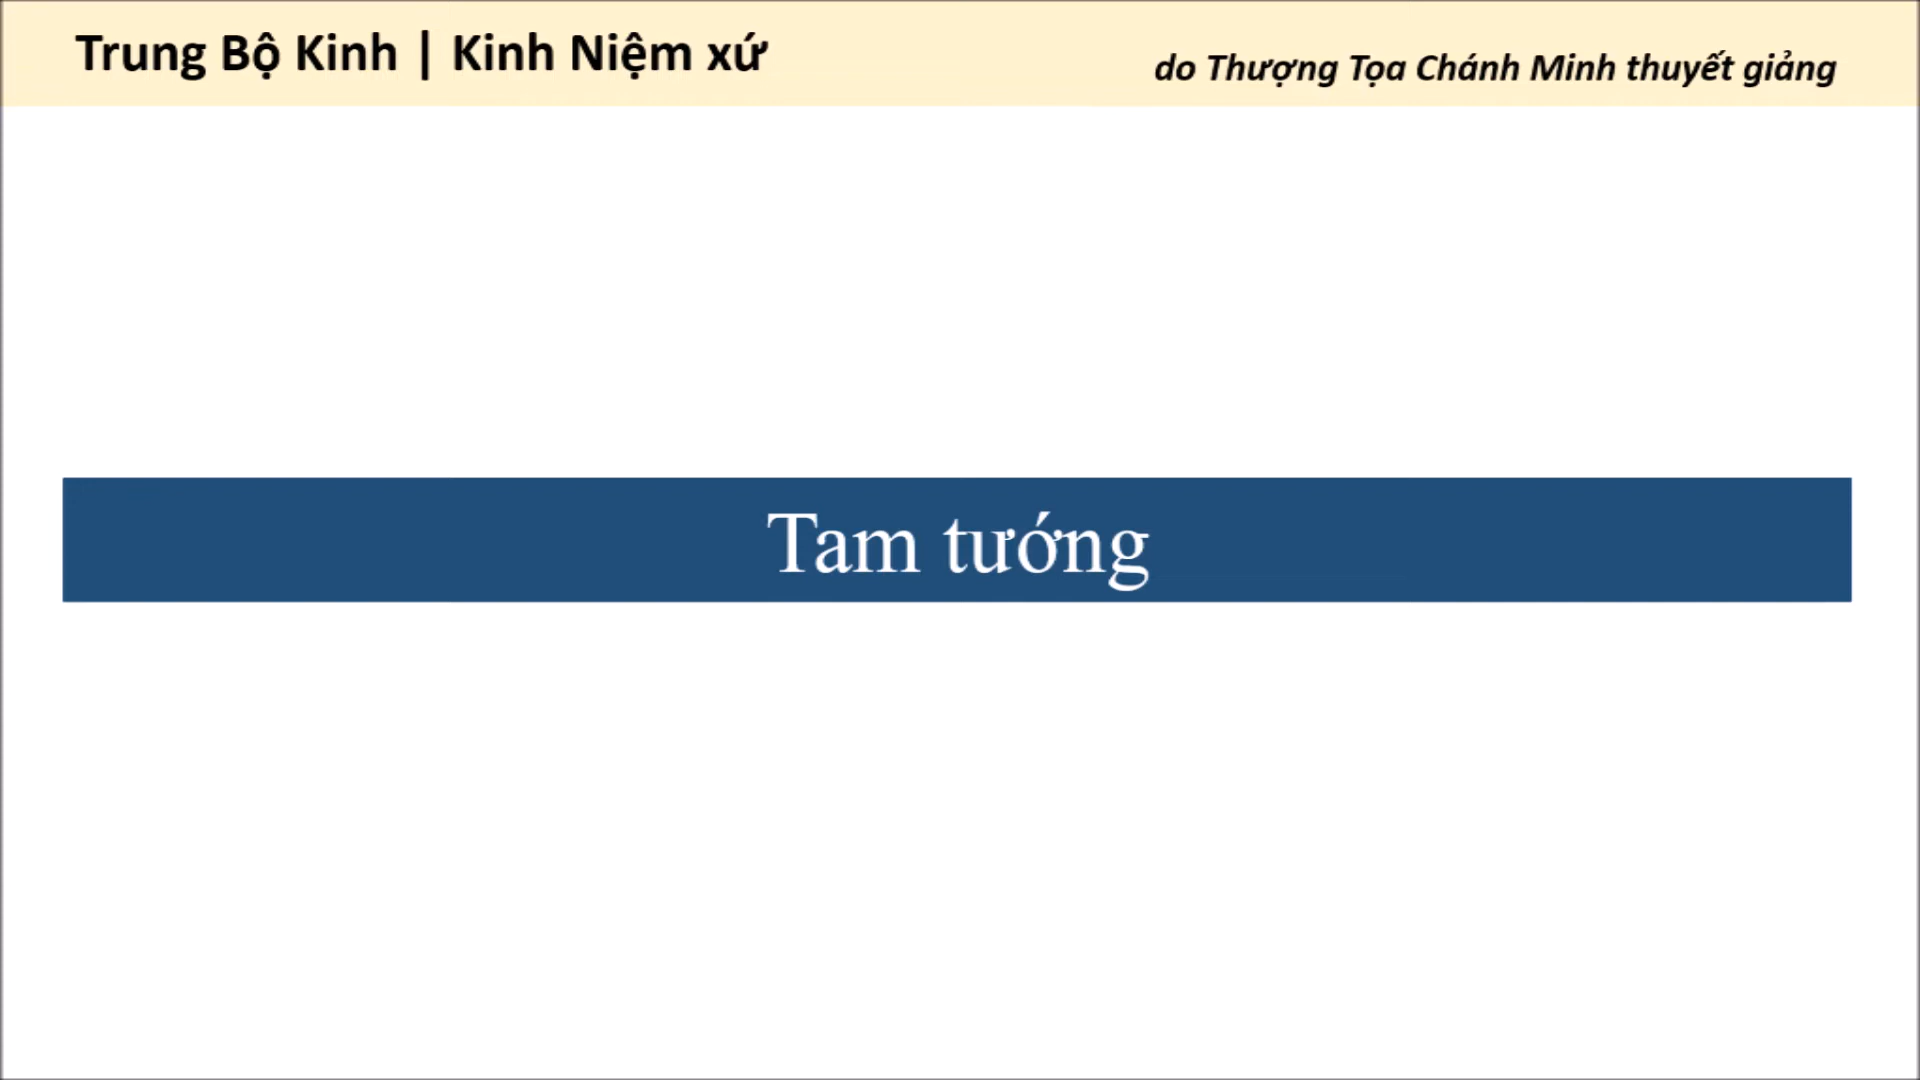 Trung Bộ Kinh | Kinh Niệm xứ
do Thượng Tọa Chánh Minh thuyết giảng
Tam tướng